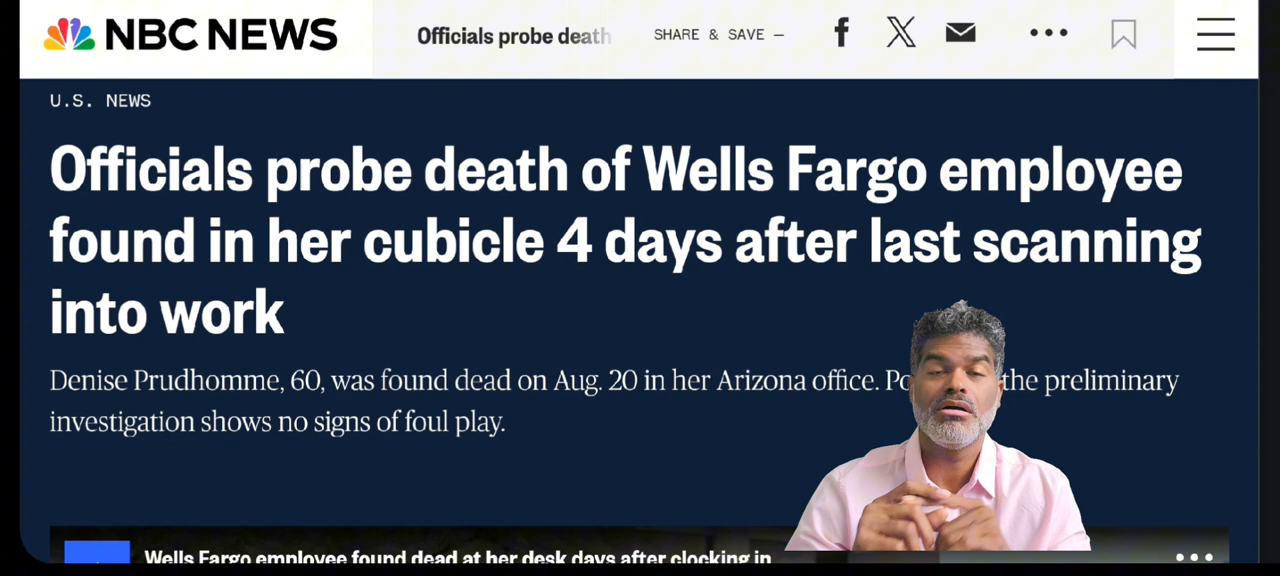 NBC NEWS
Officials probe death
SHARE & SAVE —
U.S. NEWS
Officials probe death of Wells Fargo employee
found in her cubicle 4 days after last scanning
into work
Denise Prudhomme, 60, was found dead on Aug. 20 in her Arizona office. the preliminary
investigation shows no signs of foul play.
Wells Fargo employee found dead at her desk days after clocking in